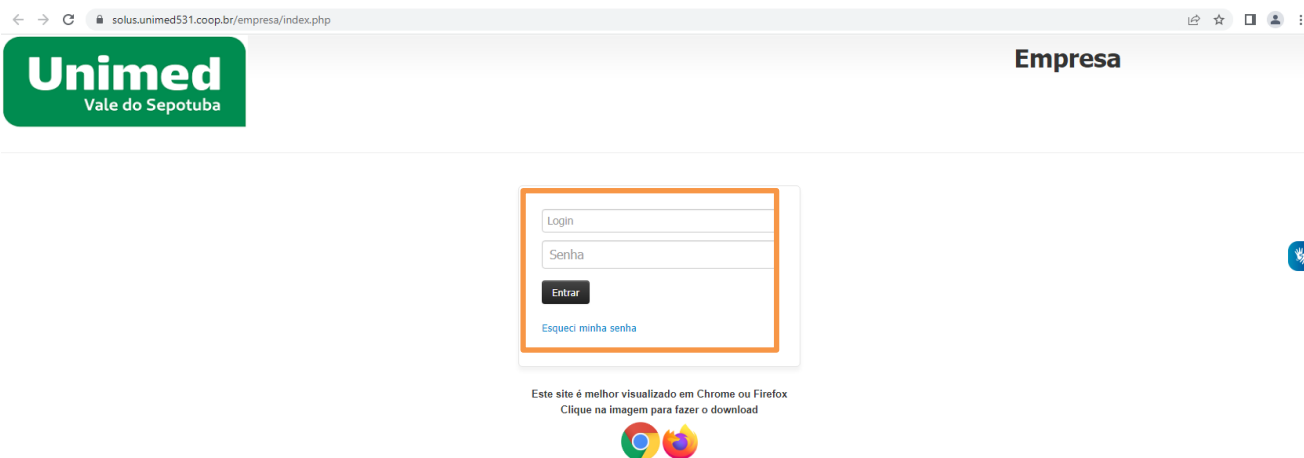 solus.unimed531.coop.br/empresa/index.php
Unimed
Vale do Sepotuba
Empresa
Login
Senha
Entrar
Esqueci minha senha
Este site é melhor visualizado em Chrome ou Firefox
Clique na imagem para fazer o download